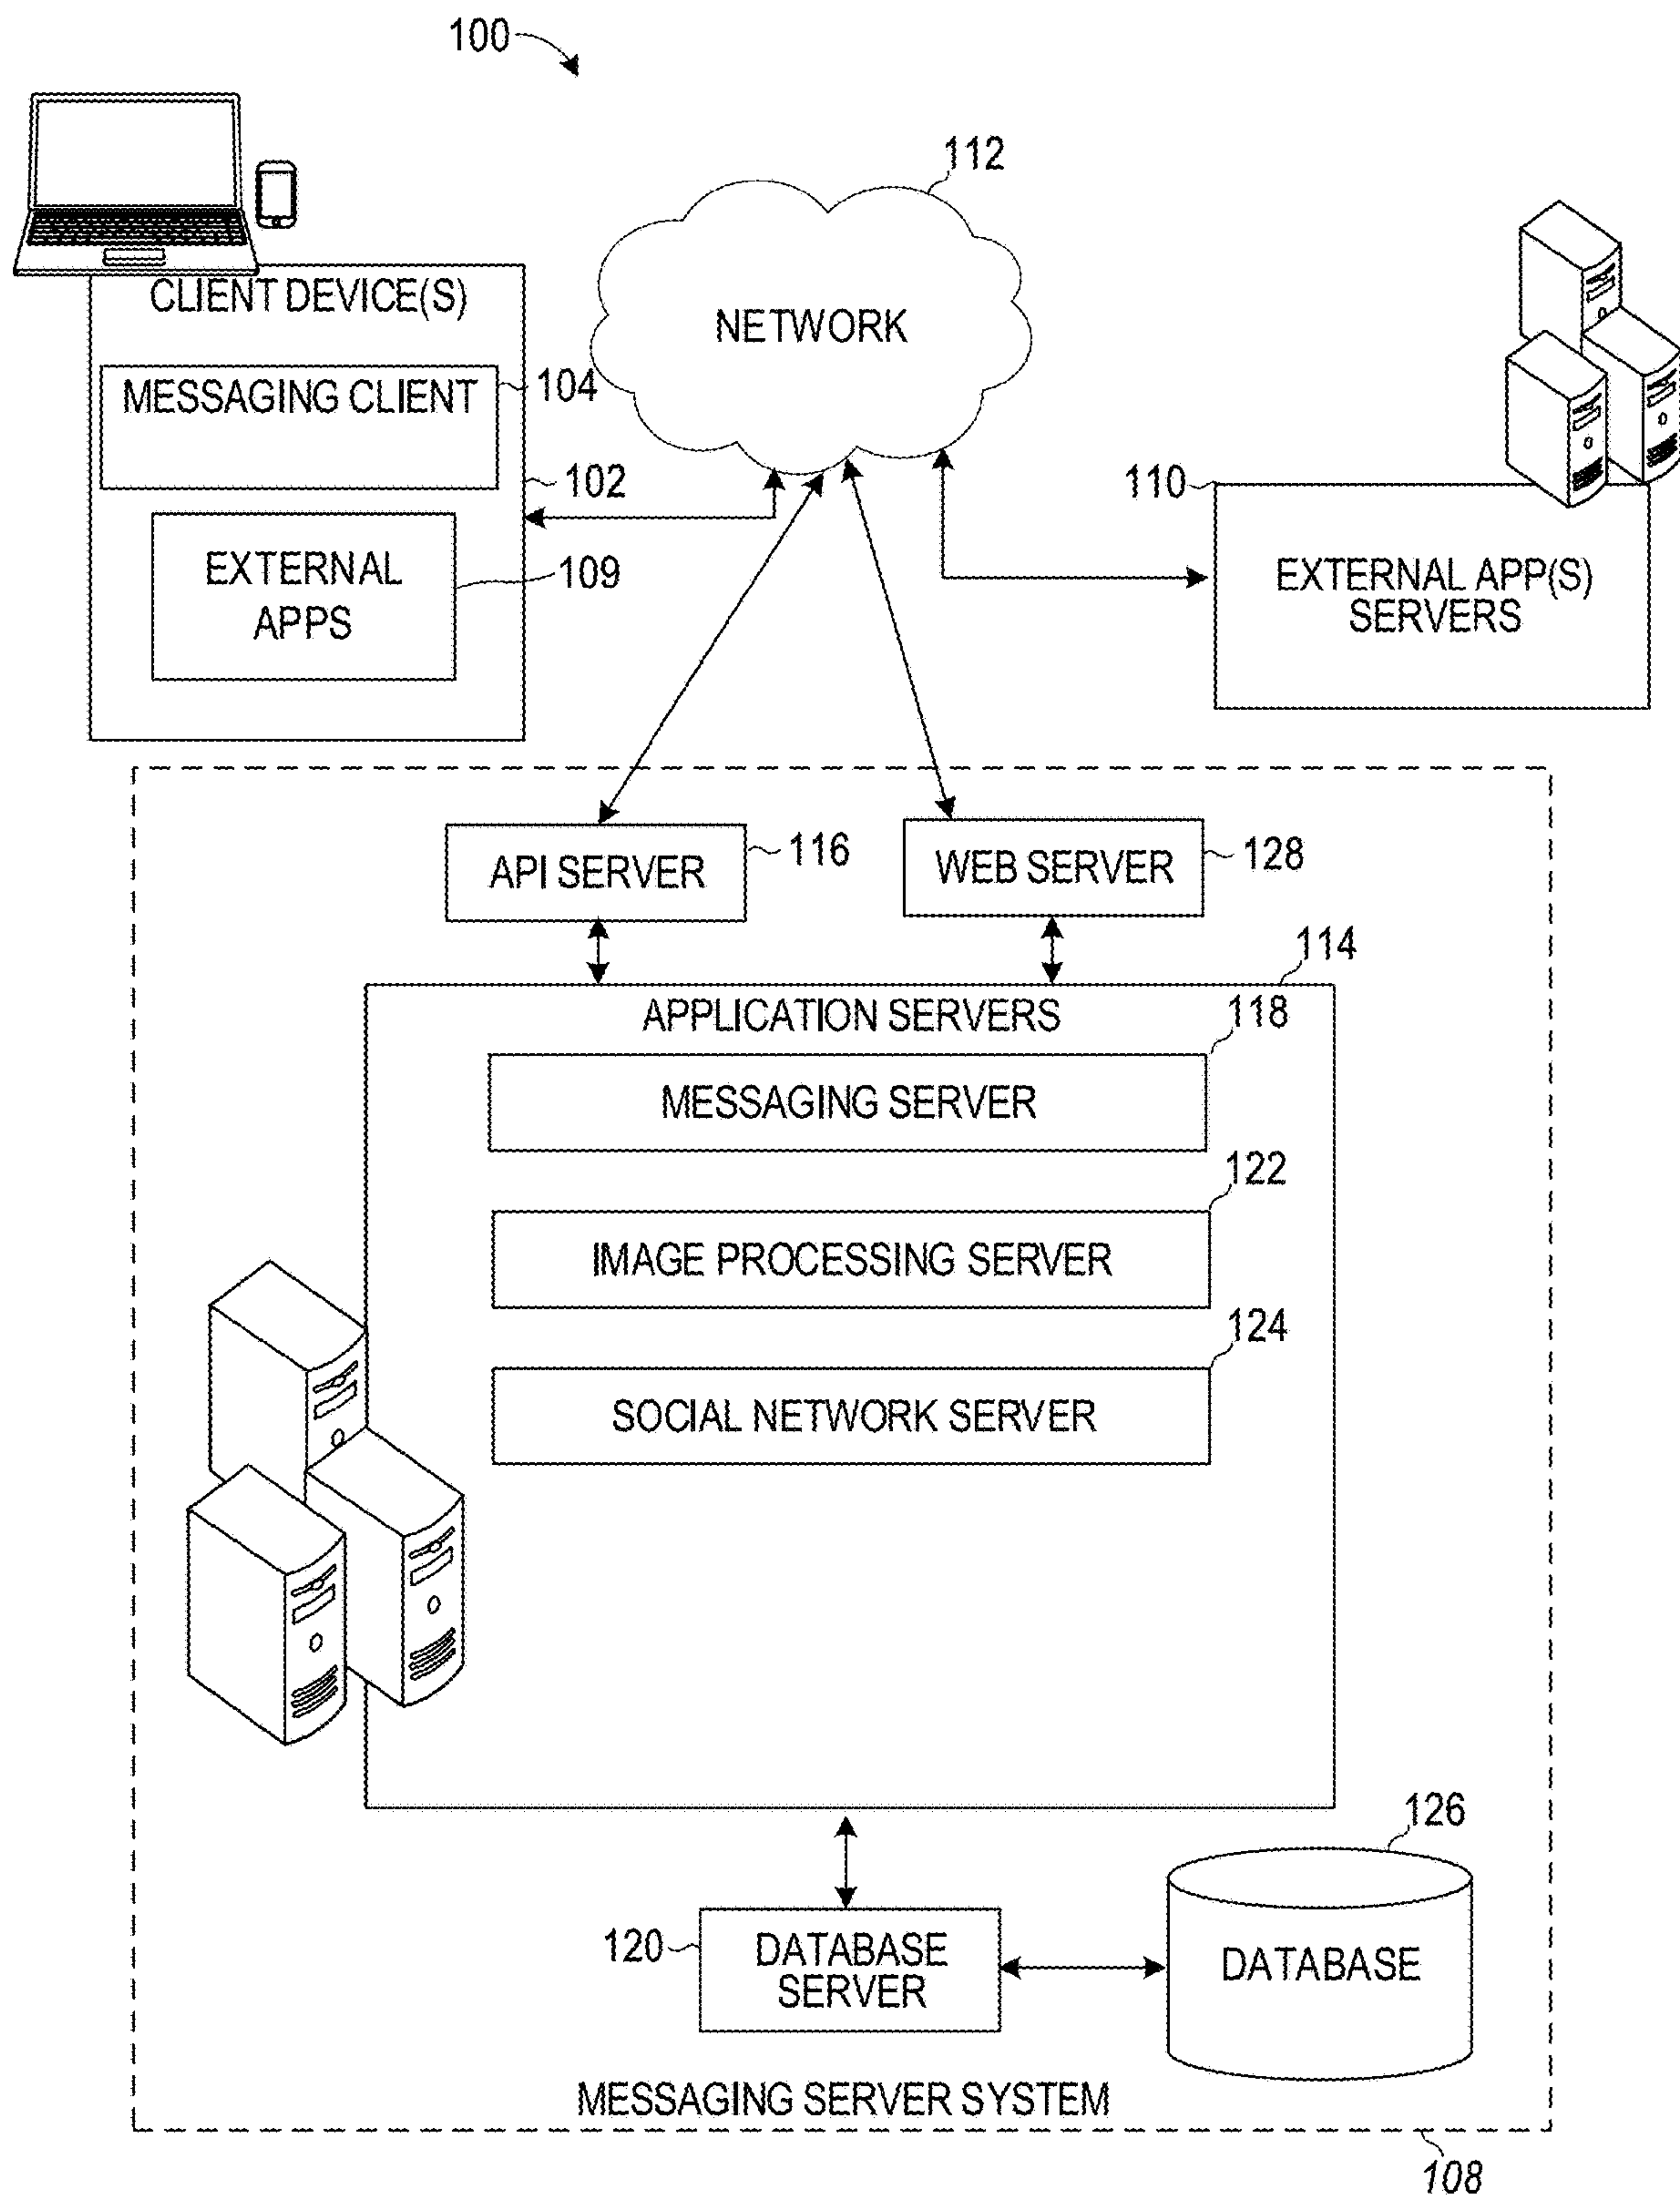 100
112
CLIENT DEVICE(S)
NETWORK
MESSAGING CLIENT
104
102
110
EXTERNAL
APPS
109
EXTERNAL APP(S)
SERVERS
API SERVER
116
WEB SERVER
128
114
APPLICATION SERVERS
118
MESSAGING SERVER
122
IMAGE PROCESSING SERVER
124
SOCIAL NETWORK SERVER
126
120
DATABASE
SERVER
DATABASE
MESSAGING SERVER SYSTEM
108